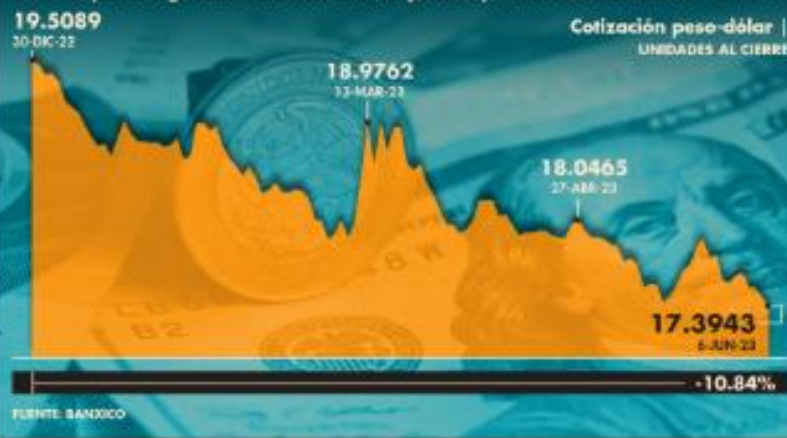 19.5089
30-DIC-22
Cotización peso-dólar |
UNIDADES AL CIERRE
18.9762
13-MAR-23
18.0465
27-ABR-23
17.3943
6-JUN-23
-10.84%
FUENTE: BANXICO